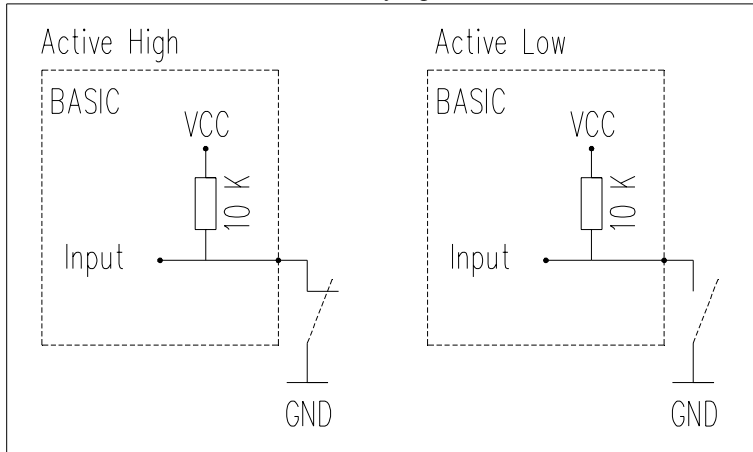 Active High
BASIC
VCC
10 K
Input
GND
Active Low
BASIC
VCC
10 K
Input
GND